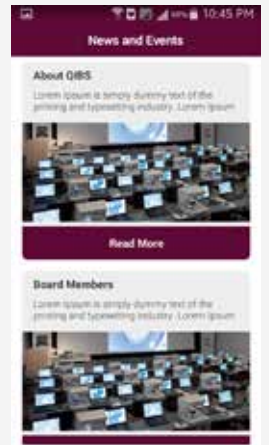 10:45 PM
News and Events
About QIBS
Lorem Ipsum is simply dummy text of the
printing and typesetting industry. Lorem Ipsum
Read More
Board Members
Lorem Ipsum is simply dummy text of the
printing and typesetting industry. Lorem Ipsum